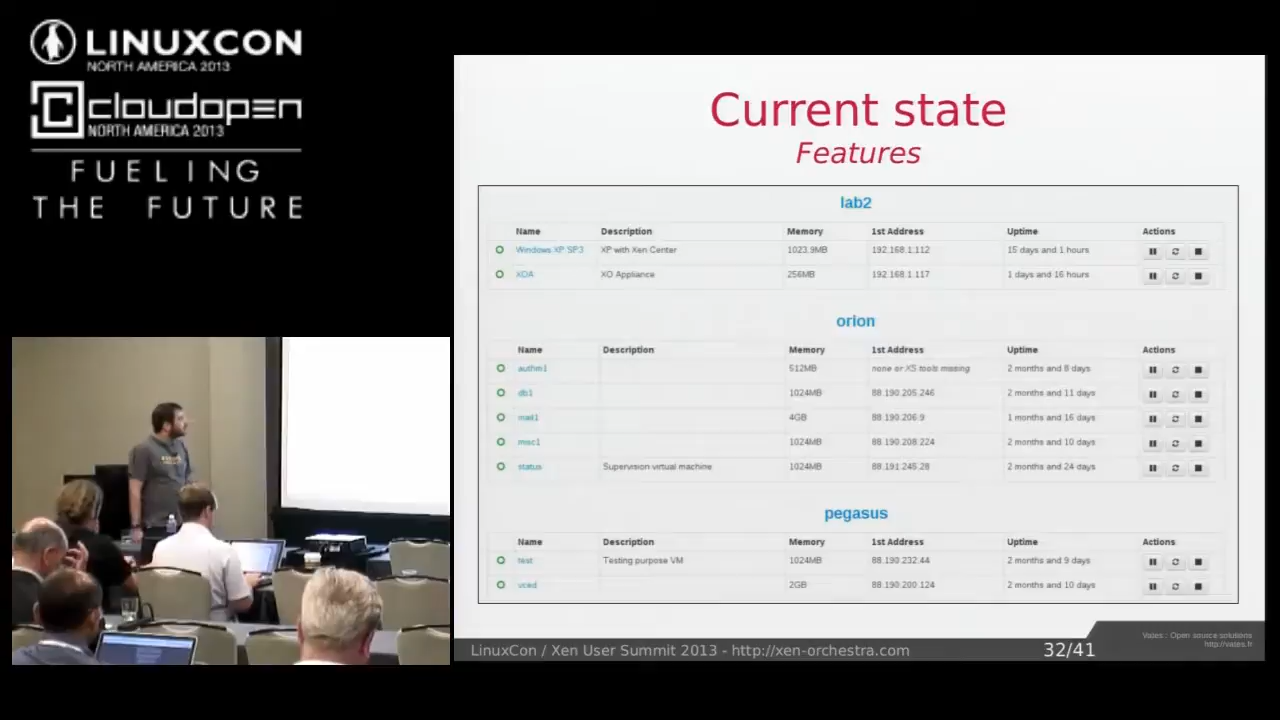 LINUXCON
NORTH AMERICA 2013
cloudopen
NORTH AMERICA 2013
FUELING
THE FUTURE
Current state
Features
lab2
Name Description Memory 1st Address Uptime Actions
Windows XP SP3 XP with Xen Center 1023.9MB 192.168.1.112 15 days and 1 hours
XOA XO Appliance 256MB 192.168.1.117 1 days and 16 hours
orion
Name Description Memory 1st Address Uptime Actions
authm1 512MB none or XS tools missing 2 months and 8 days
db1 1024MB 88.190.205.246 2 months and 11 days
mail1 4GB 88.190.206.9 1 months and 16 days
misc1 1024MB 88.190.208.224 2 months and 10 days
status Supervision virtual machine 1024MB 88.191.245.28 2 months and 24 days
pegasus
Name Description Memory 1st Address Uptime Actions
test Testing purpose VM 1024MB 88.190.232.44 2 months and 9 days
2GB 88.190.200.124 2 months and 10 days
LinuxCon / Xen User Summit 2013 - http://xen-orchestra.com 32/41
Vates : Open source solutions
http://vates.fr